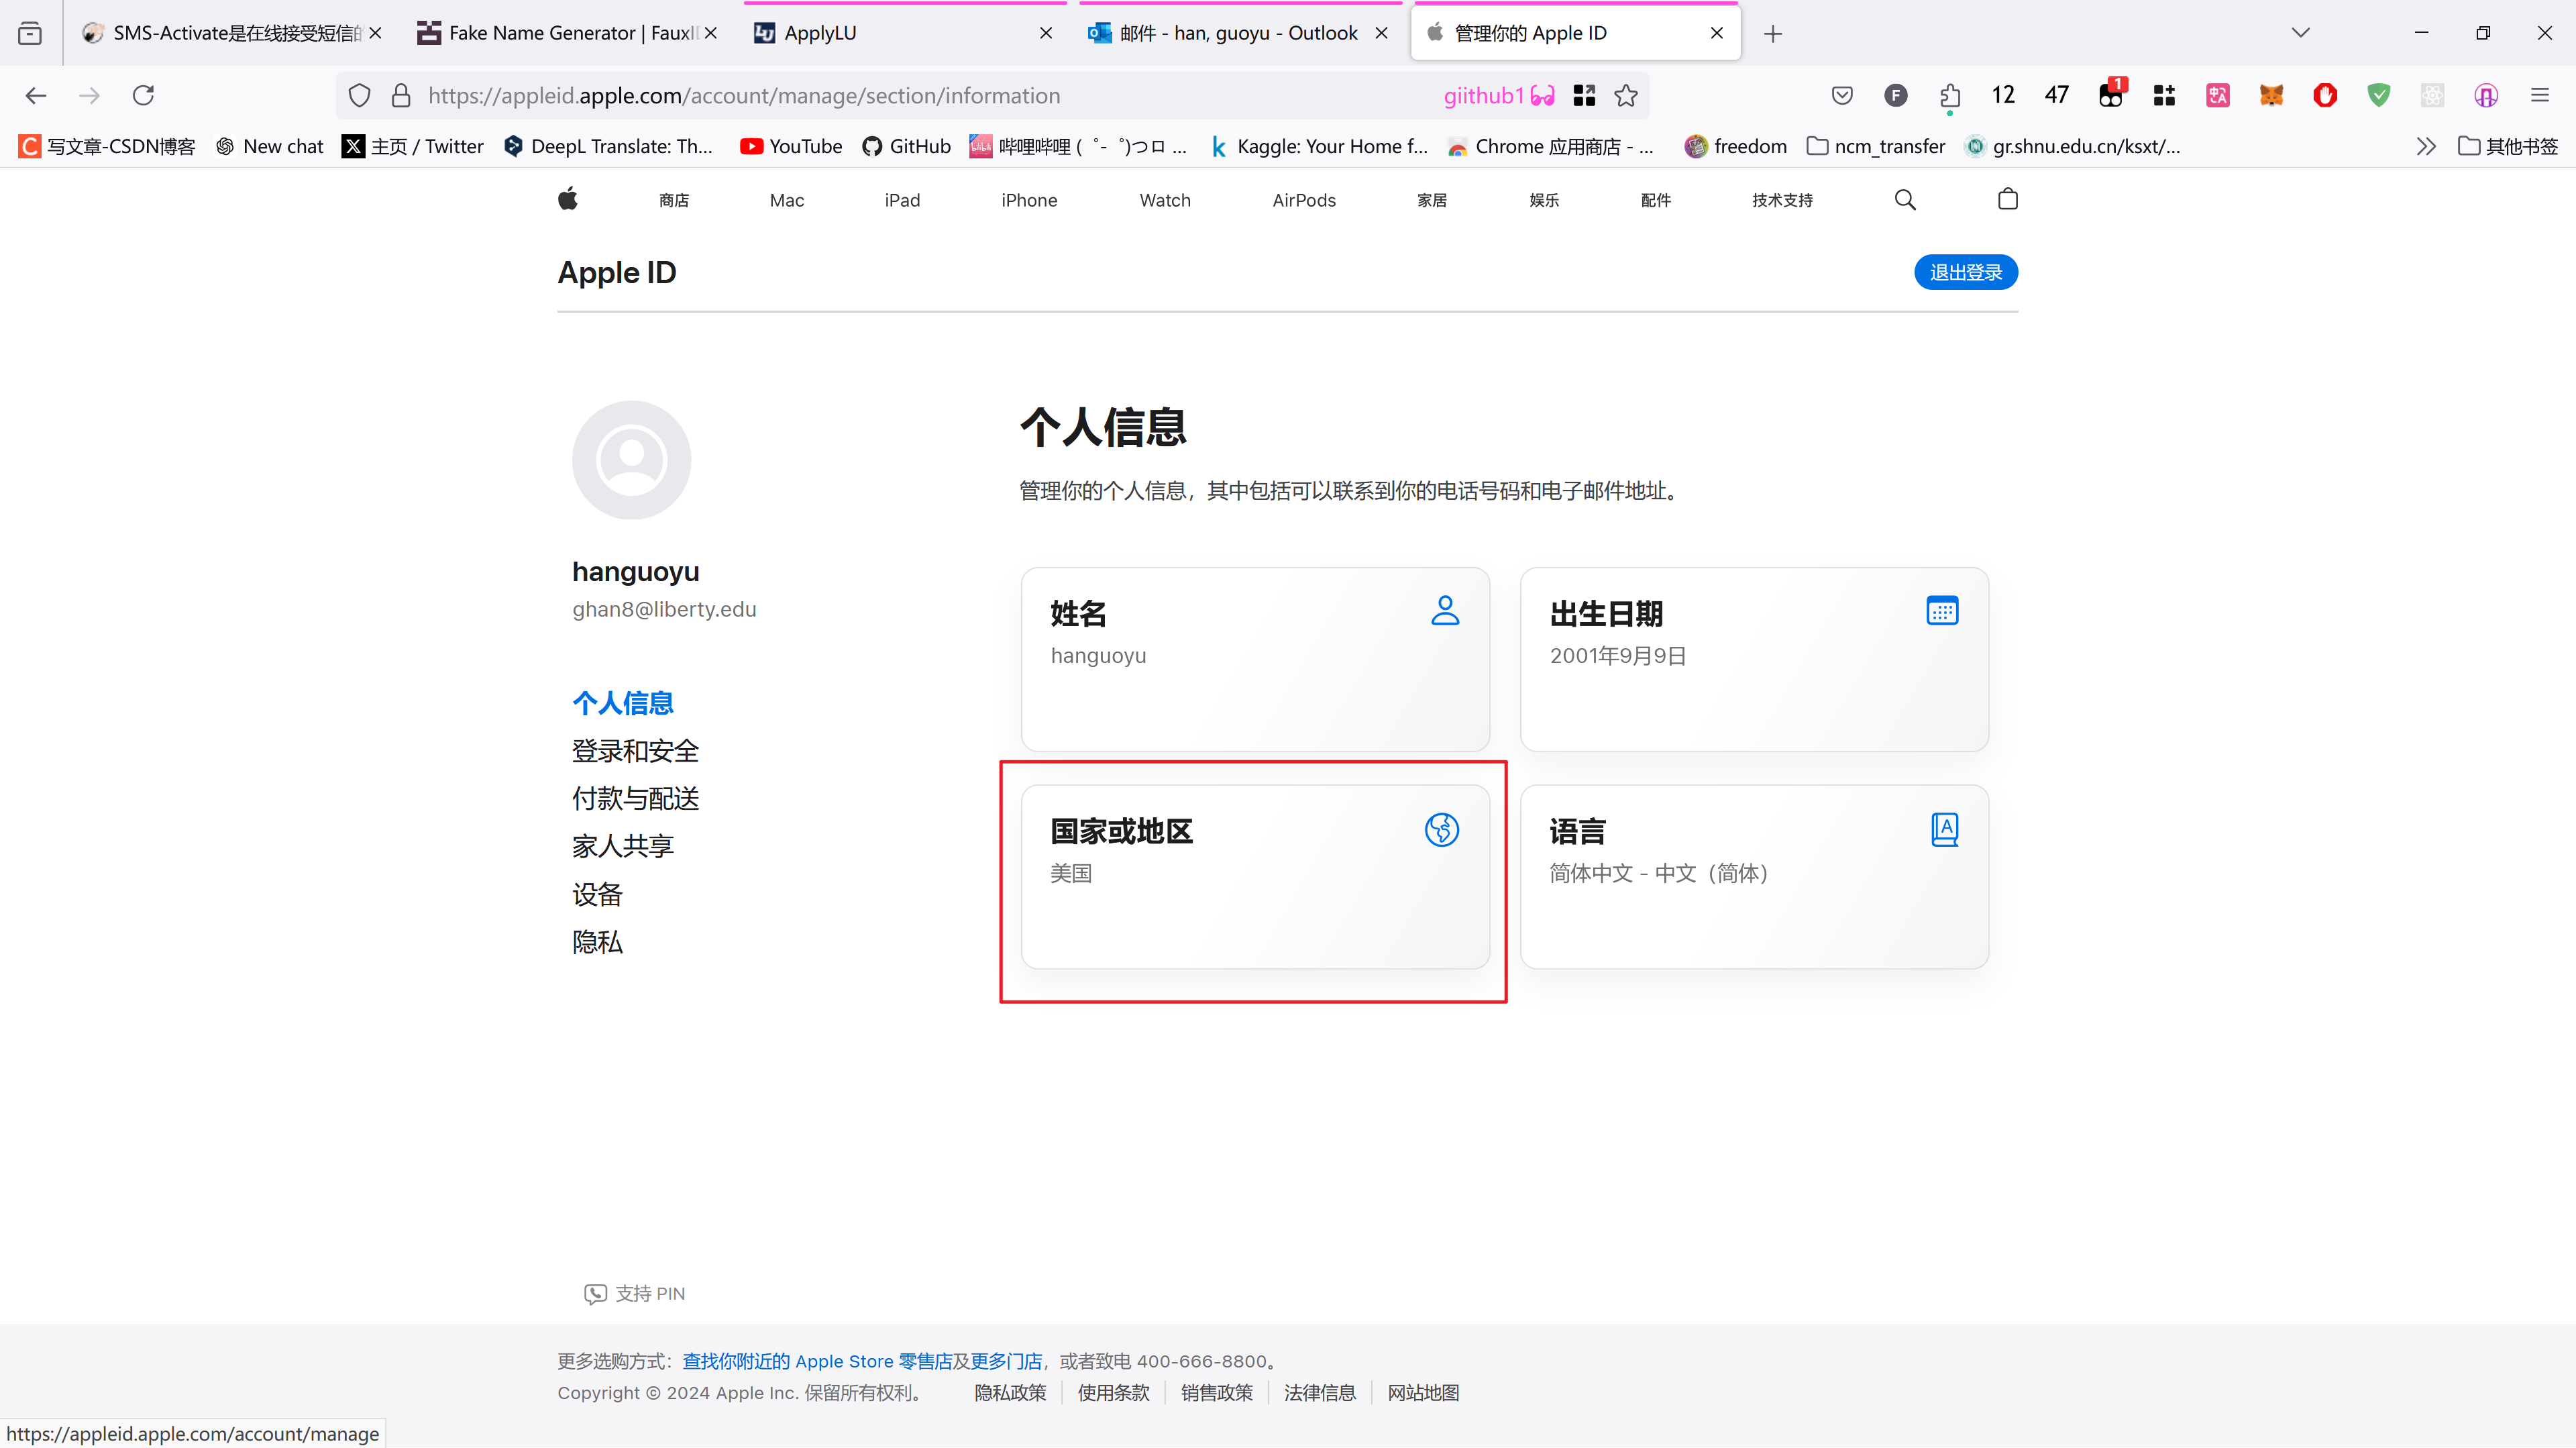 SMS-Activate是在线接受短信的
Fake Name Generator | FauxI
ApplyLU
邮件 - han, guoyu - Outlook
管理你的 Apple ID
https://appleid.apple.com/account/manage/section/information
giithub1
F
12
47
1
写文章-CSDN博客
New chat
主页 / Twitter
DeepL Translate: Th...
YouTube
GitHub
哔哩哔哩 ( ゜- ゜)つロ ...
Kaggle: Your Home f...
Chrome 应用商店 - ...
freedom
ncm_transfer
gr.shnu.edu.cn/ksxt/...
其他书签
商店
Mac
iPad
iPhone
Watch
AirPods
家居
娱乐
配件
技术支持
Apple ID
退出登录
hanguoyu
ghan8@liberty.edu
个人信息
登录和安全
付款与配送
家人共享
设备
隐私
个人信息
管理你的个人信息，其中包括可以联系到你的电话号码和电子邮件地址。
姓名
hanguoyu
出生日期
2001年9月9日
国家或地区
美国
语言
简体中文 - 中文（简体）
支持 PIN
更多选购方式：查找你附近的 Apple Store 零售店及更多门店，或者致电 400-666-8800。
Copyright © 2024 Apple Inc. 保留所有权利。
隐私政策
使用条款
销售政策
法律信息
网站地图
https://appleid.apple.com/account/manage